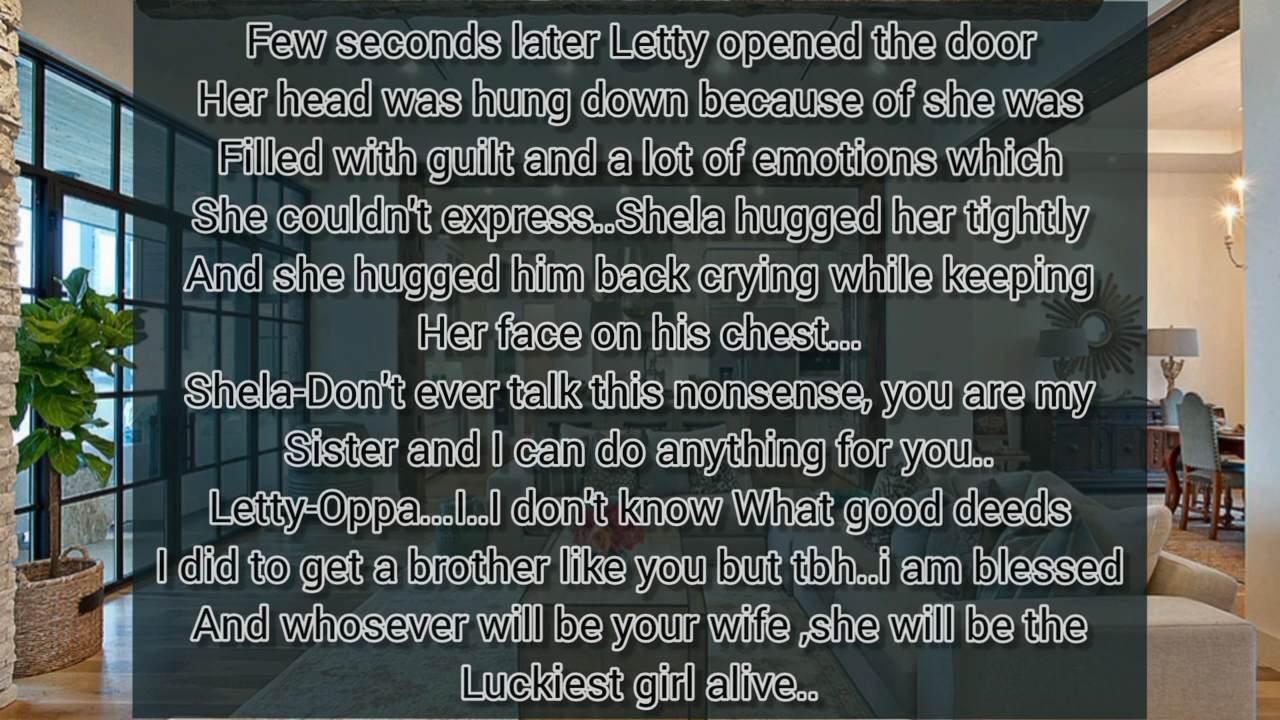 Few seconds later Letty opened the door
Her head was hung down because of she was
Filled with guilt and a lot of emotions which
She couldn't express..Shela hugged her tightly
And she hugged him back crying while keeping
Her face on his chest...
Shela-Don't ever talk this nonsense, you are my
Sister and I can do anything for you..
Letty-Oppa...I..I don't know What good deeds
I did to get a brother like you but tbh..i am blessed
And whosever will be your wife ,she will be the
Luckiest girl alive..